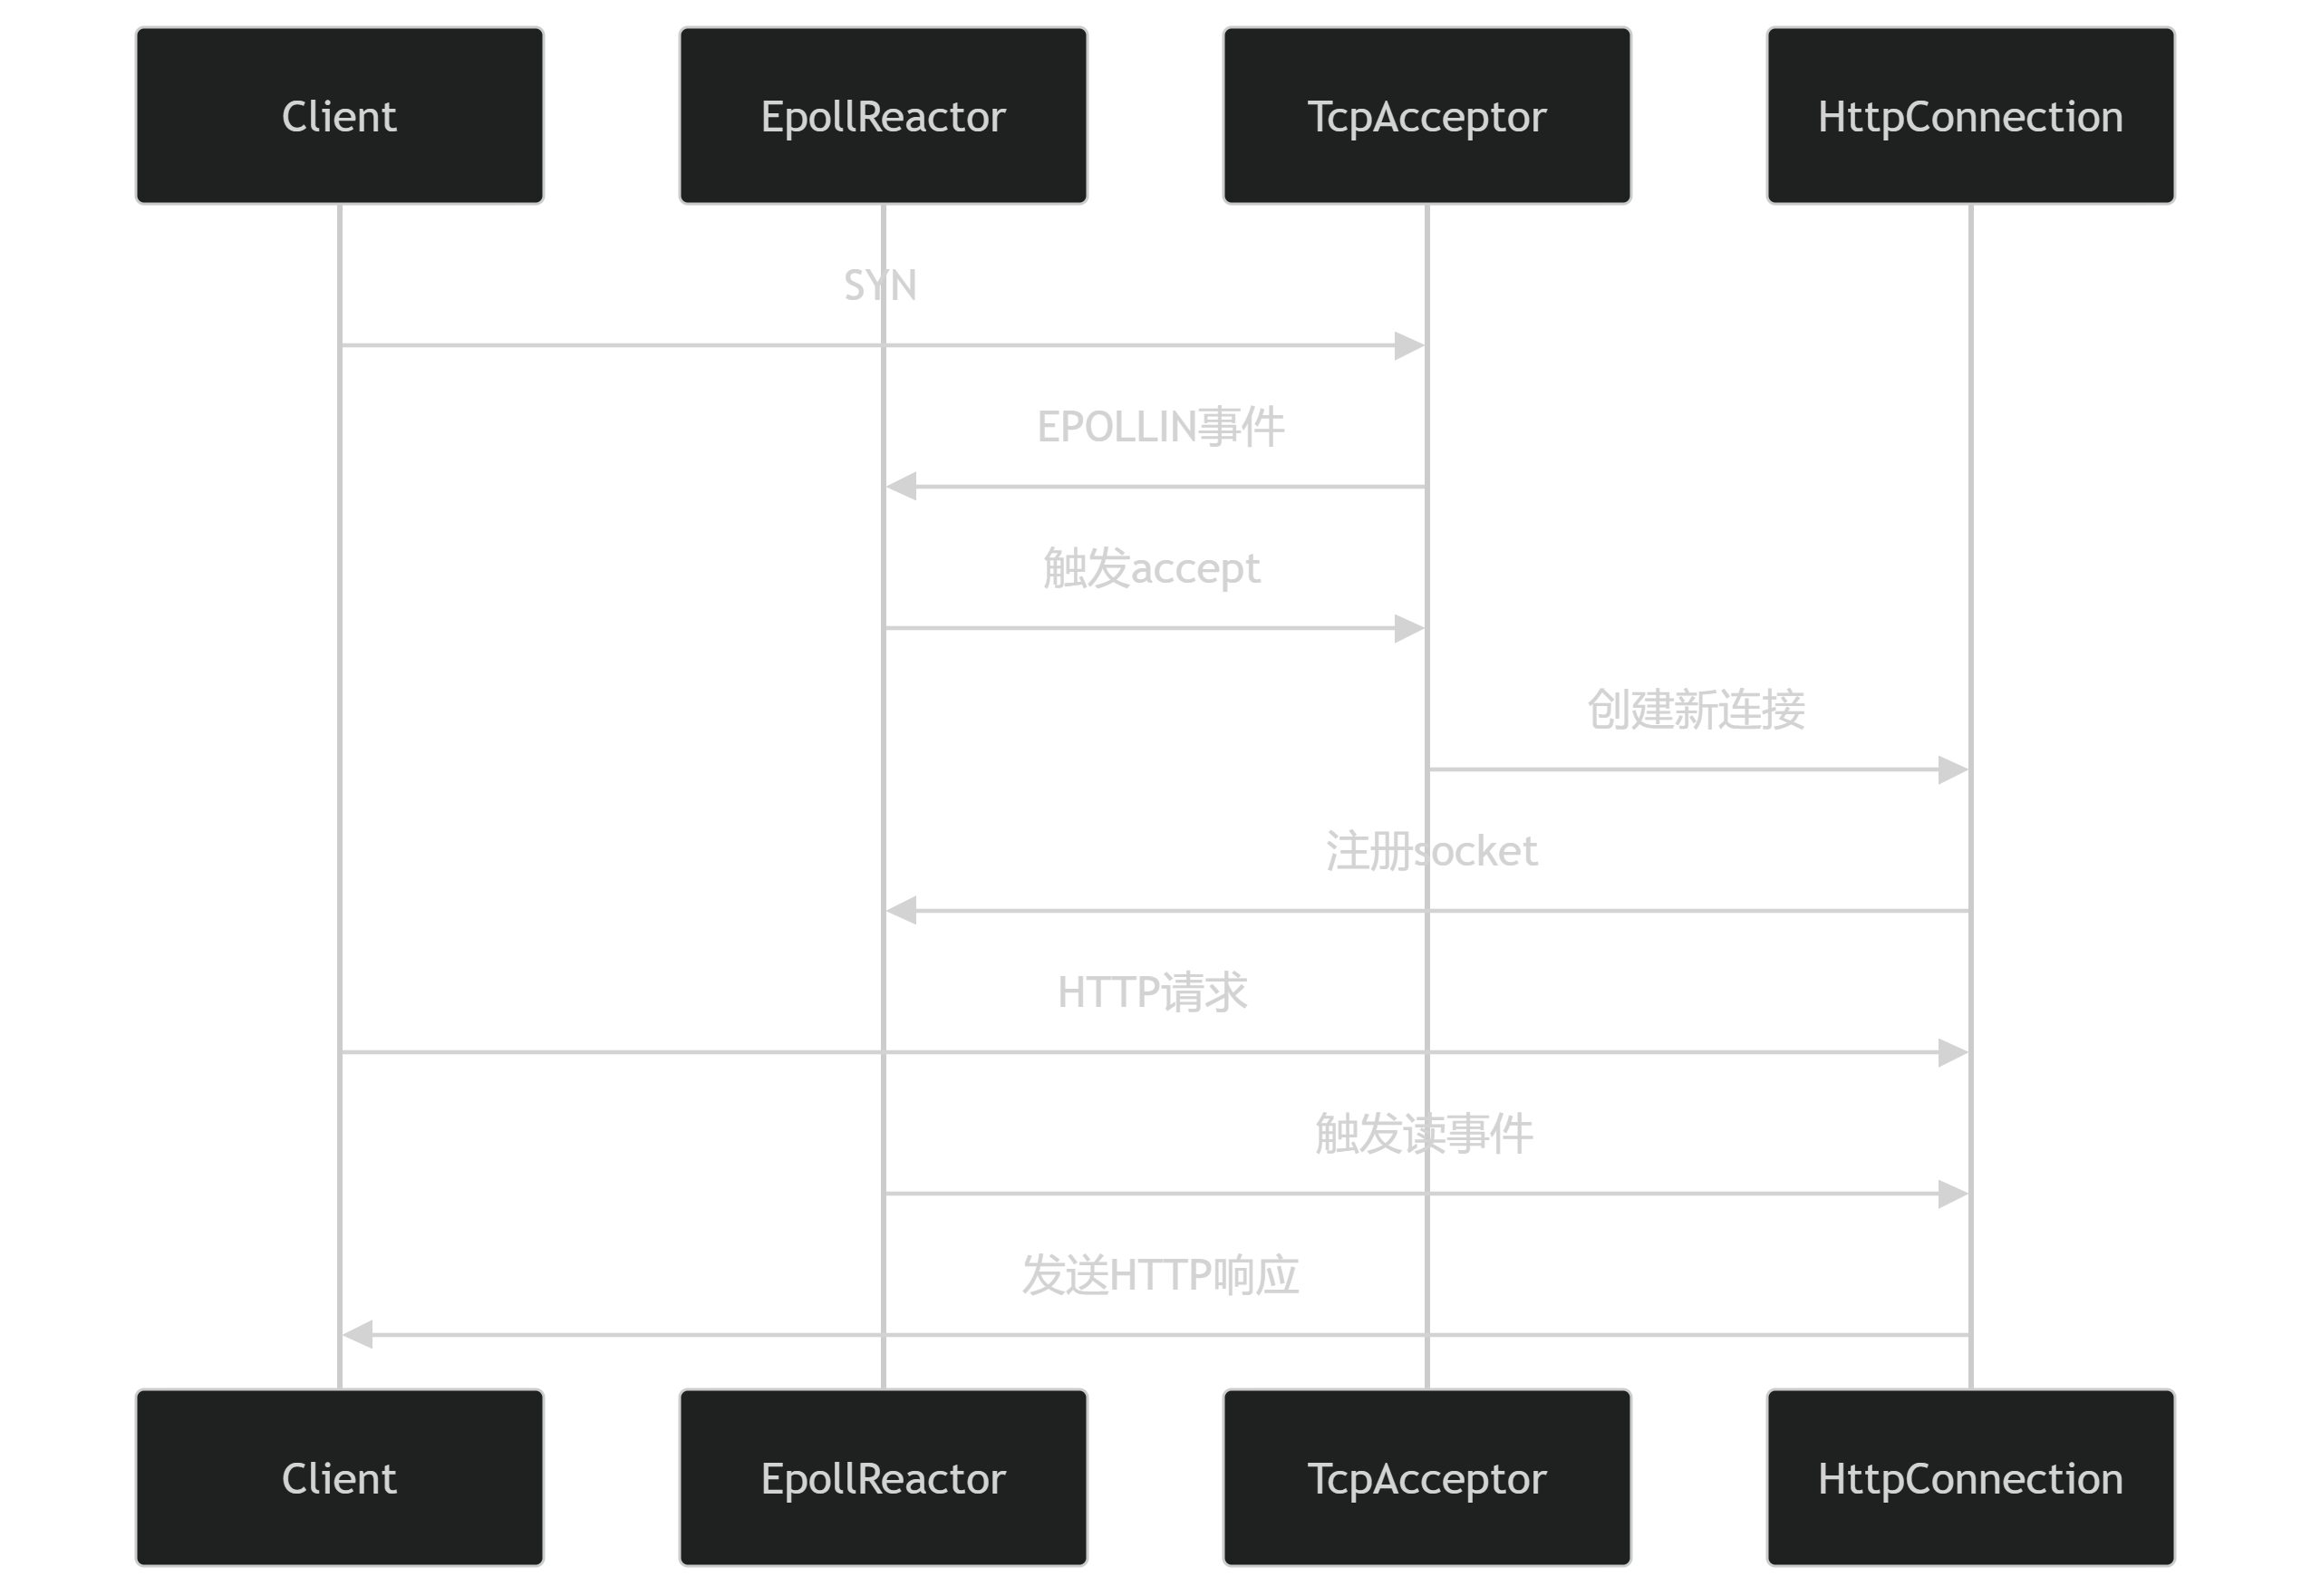 Client
EpollReactor
TcpAcceptor
HttpConnection
SYN
EPOLLIN事件
触发accept
创建新连接
注册socket
HTTP请求
触发读事件
发送HTTP响应
Client
EpollReactor
TcpAcceptor
HttpConnection